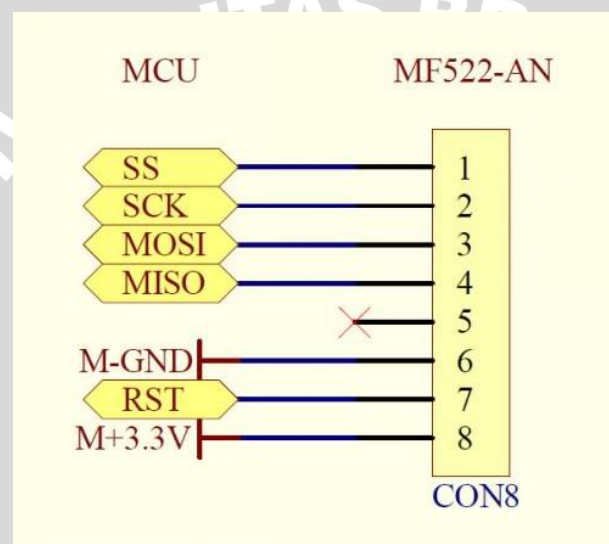 MCU MF522-AN
SS 1
SCK 2
MOSI 3
MISO 4
5
M-GND 6
RST 7
M+3.3V 8
CON8